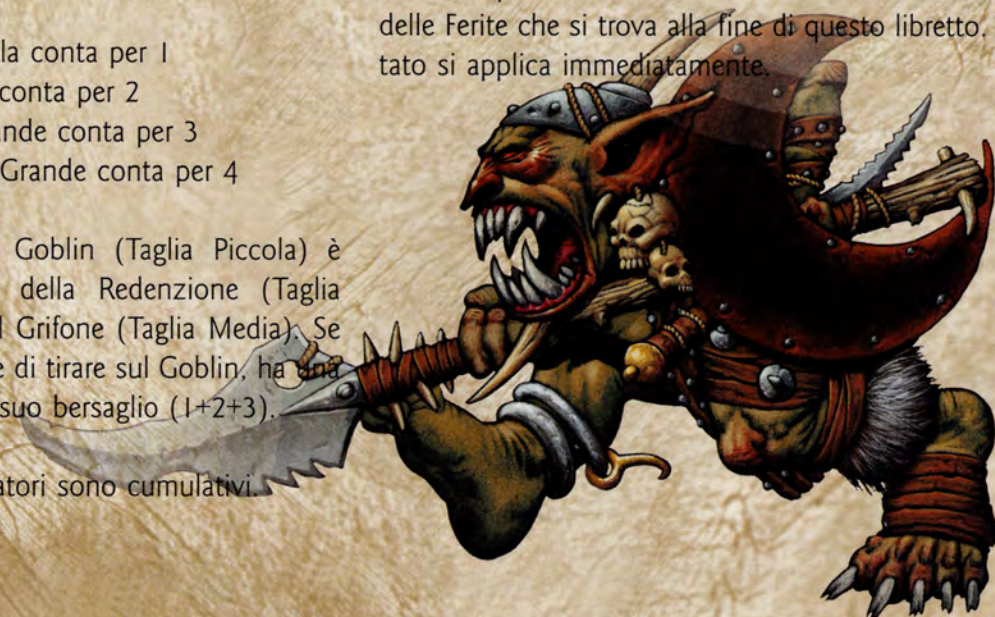 la conta per 1
conta per 2
nde conta per 3
Grande conta per 4
Goblin (Taglia Piccola) è
della Redenzione (Taglia
l Grifone (Taglia Media). Se
e di tirare sul Goblin, ha una
suo bersaglio (1+2+3).
atori sono cumulativi.
delle Ferite che si trova alla fine di questo libretto.
tato si applica immediatamente.